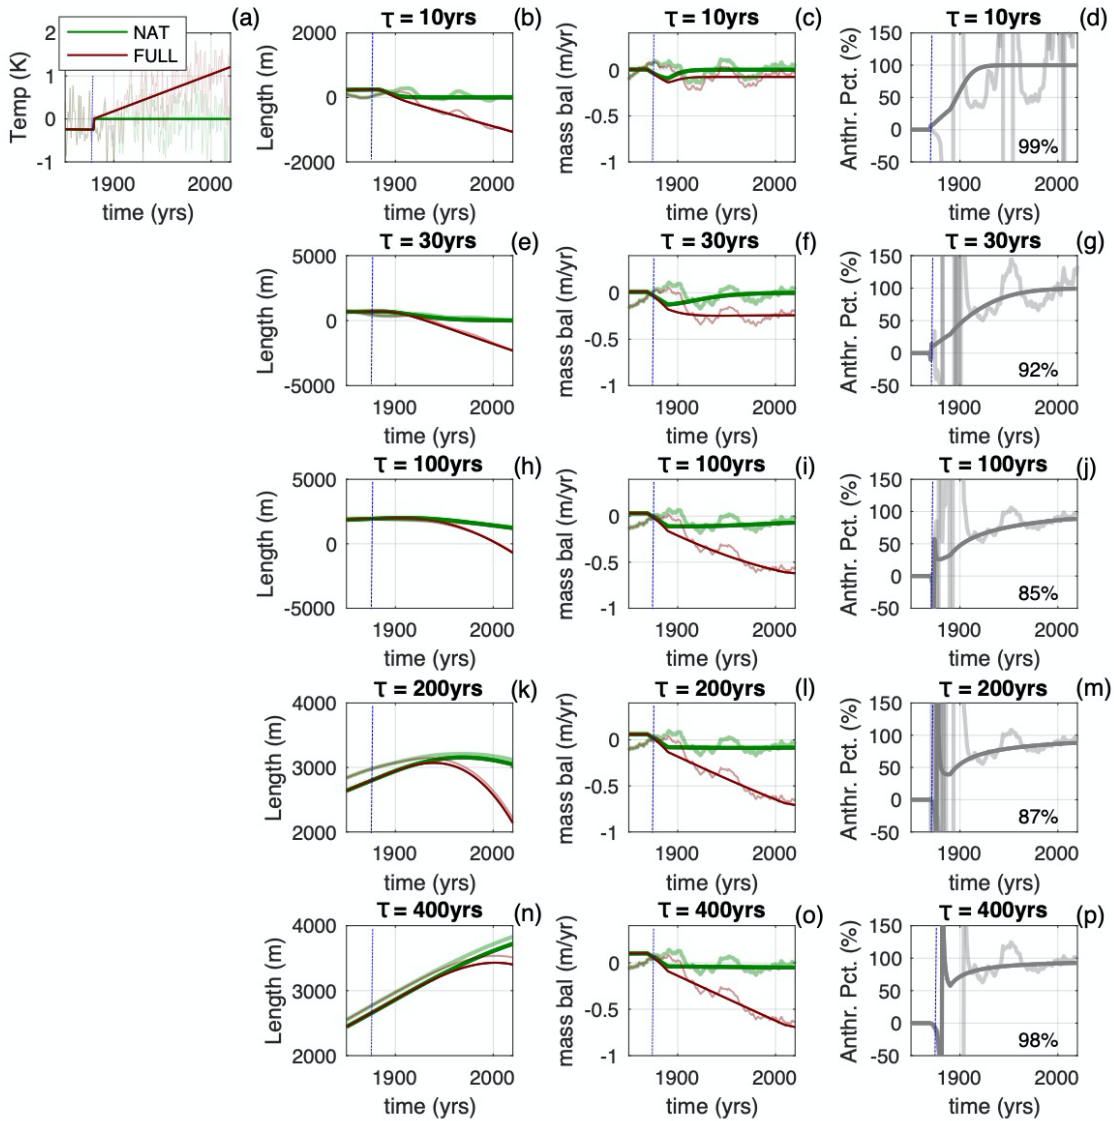 (a)
NAT
FULL
Temp (K)
2
1
0
-1
1900 2000
time (yrs)
τ = 10yrs (b)
Length (m)
2000
0
-2000
1900 2000
time (yrs)
τ = 10yrs (c)
mass bal (m/yr)
0
-0.5
-1
1900 2000
time (yrs)
τ = 10yrs (d)
Anthr. Pct. (%)
150
100
50
0
-50
99%
1900 2000
time (yrs)
τ = 30yrs (e)
Length (m)
5000
0
-5000
1900 2000
time (yrs)
τ = 30yrs (f)
mass bal (m/yr)
0
-0.5
-1
1900 2000
time (yrs)
τ = 30yrs (g)
Anthr. Pct. (%)
150
100
50
0
-50
92%
1900 2000
time (yrs)
τ = 100yrs (h)
Length (m)
5000
0
-5000
1900 2000
time (yrs)
τ = 100yrs (i)
mass bal (m/yr)
0
-0.5
-1
1900 2000
time (yrs)
τ = 100yrs (j)
Anthr. Pct. (%)
150
100
50
0
-50
85%
1900 2000
time (yrs)
τ = 200yrs (k)
Length (m)
4000
3000
2000
1900 2000
time (yrs)
τ = 200yrs (l)
mass bal (m/yr)
0
-0.5
-1
1900 2000
time (yrs)
τ = 200yrs (m)
Anthr. Pct. (%)
150
100
50
0
-50
87%
1900 2000
time (yrs)
τ = 400yrs (n)
Length (m)
4000
3000
2000
1900 2000
time (yrs)
τ = 400yrs (o)
mass bal (m/yr)
0
-0.5
-1
1900 2000
time (yrs)
τ = 400yrs (p)
Anthr. Pct. (%)
150
100
50
0
-50
98%
1900 2000
time (yrs)